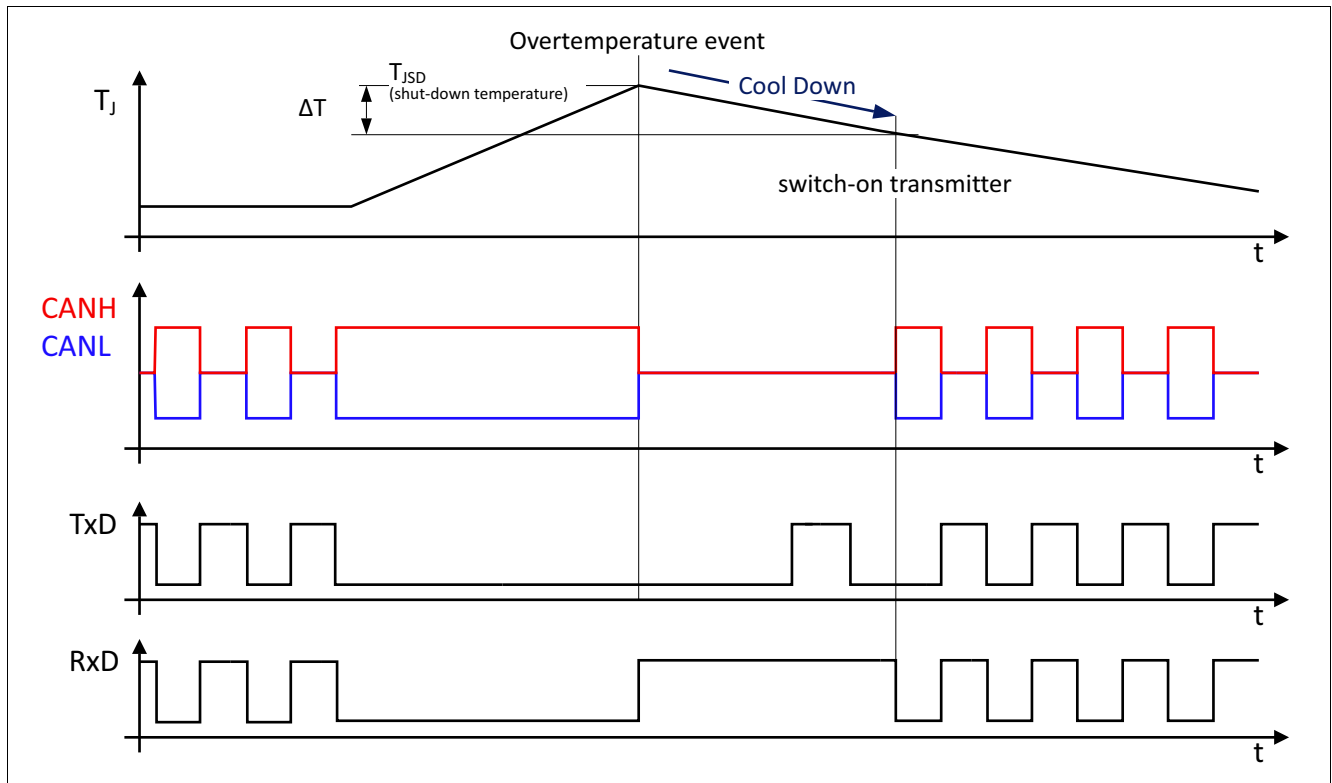 Overtemperature event
TJSD
(shut-down temperature)
Cool Down
TJ
ΔT
switch-on transmitter
t
CANH
CANL
t
TxD
t
RxD
t